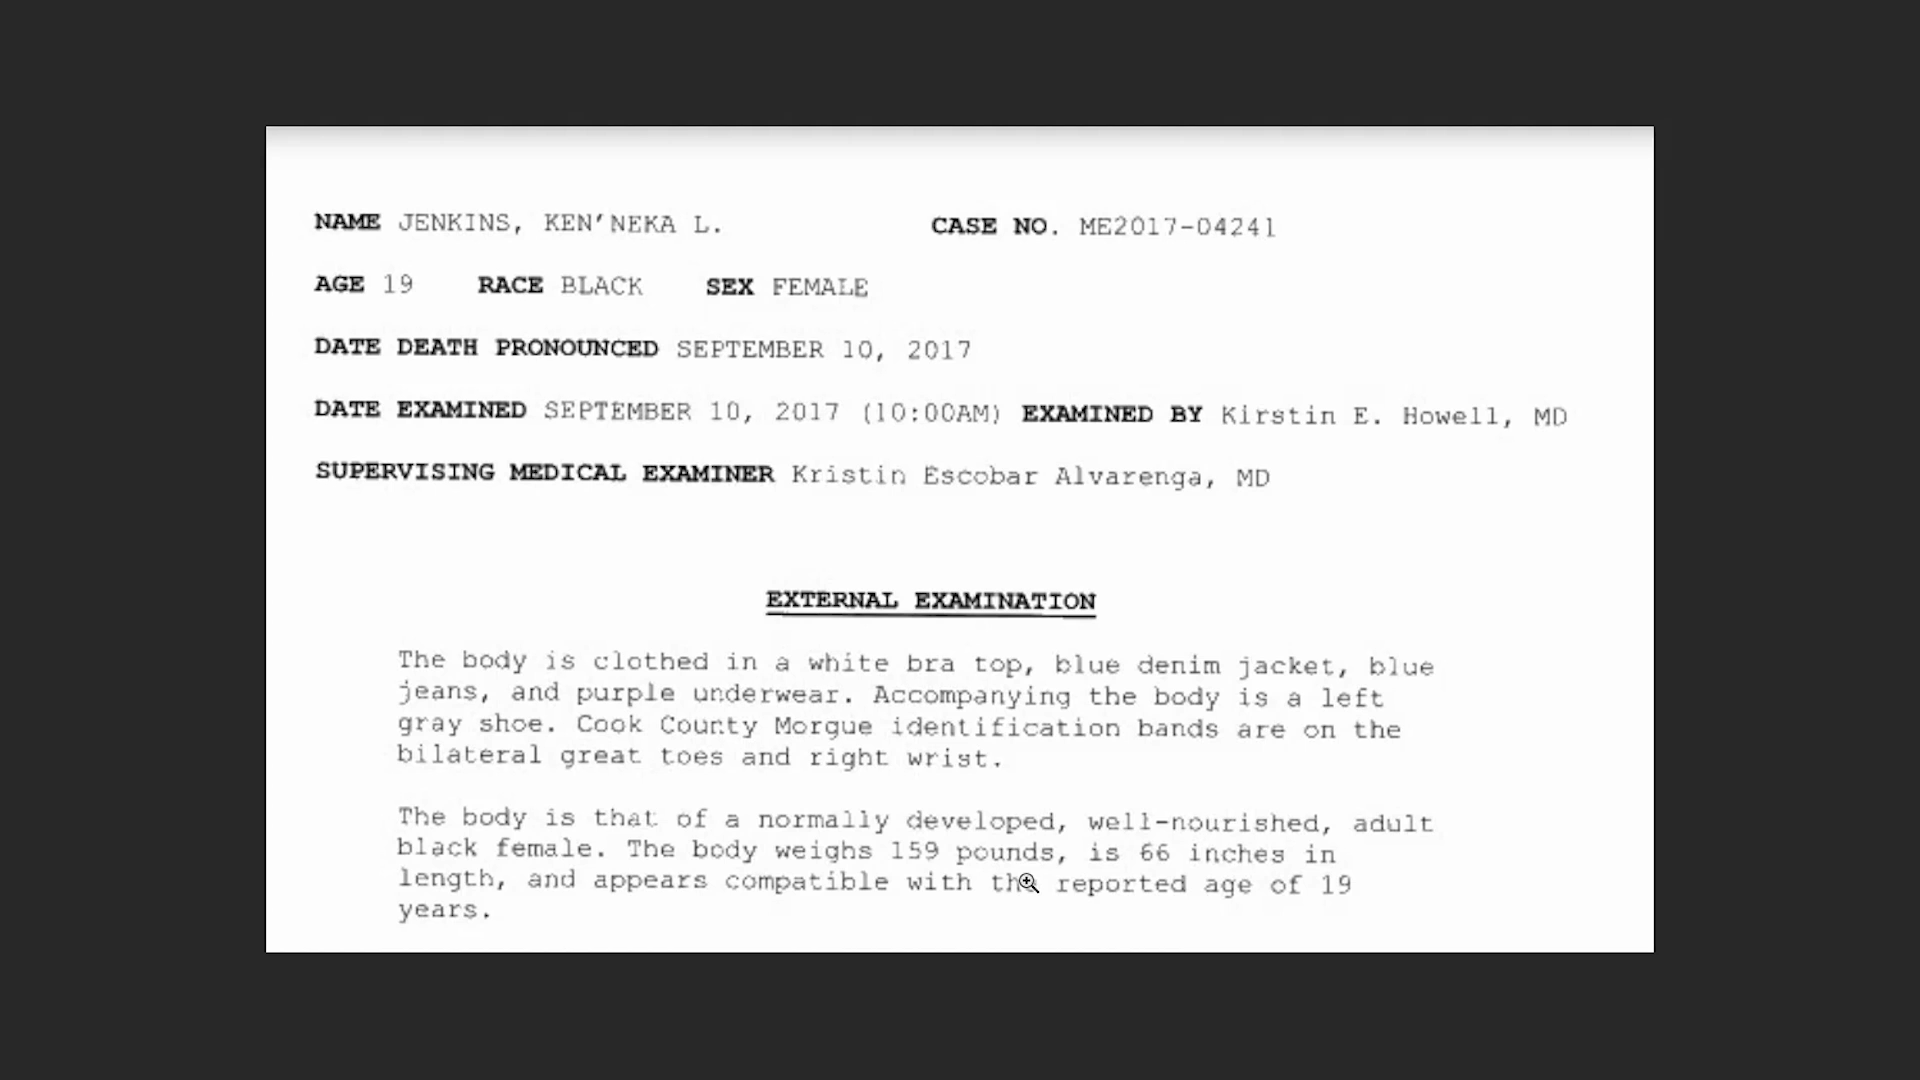 NAME JENKINS, KEN'NEKA L. CASE NO. ME2017-04241
AGE 19 RACE BLACK SEX FEMALE
DATE DEATH PRONOUNCED SEPTEMBER 10, 2017
DATE EXAMINED SEPTEMBER 10, 2017 (10:00AM) EXAMINED BY Kirstin E. Howell, MD
SUPERVISING MEDICAL EXAMINER Kristin Escobar Alvarenga, MD
EXTERNAL EXAMINATION
The body is clothed in a white bra top, blue denim jacket, blue
jeans, and purple underwear. Accompanying the body is a left
gray shoe. Cook County Morgue identification bands are on the
bilateral great toes and right wrist.
The body is that of a normally developed, well-nourished, adult
black female. The body weighs 159 pounds, is 66 inches in
length, and appears compatible with the reported age of 19
years.